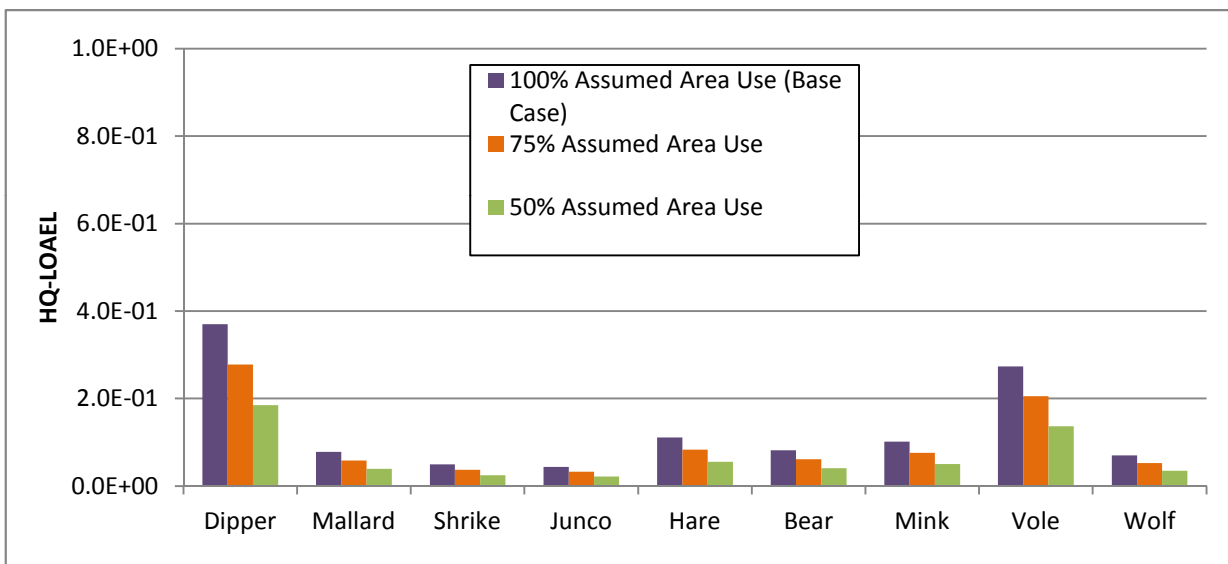 1.0E+00
8.0E-01
6.0E-01
4.0E-01
2.0E-01
0.0E+00
HQ-LOAEL
100% Assumed Area Use (Base
Case)
75% Assumed Area Use
50% Assumed Area Use
Dipper Mallard Shrike Junco Hare Bear Mink Vole Wolf